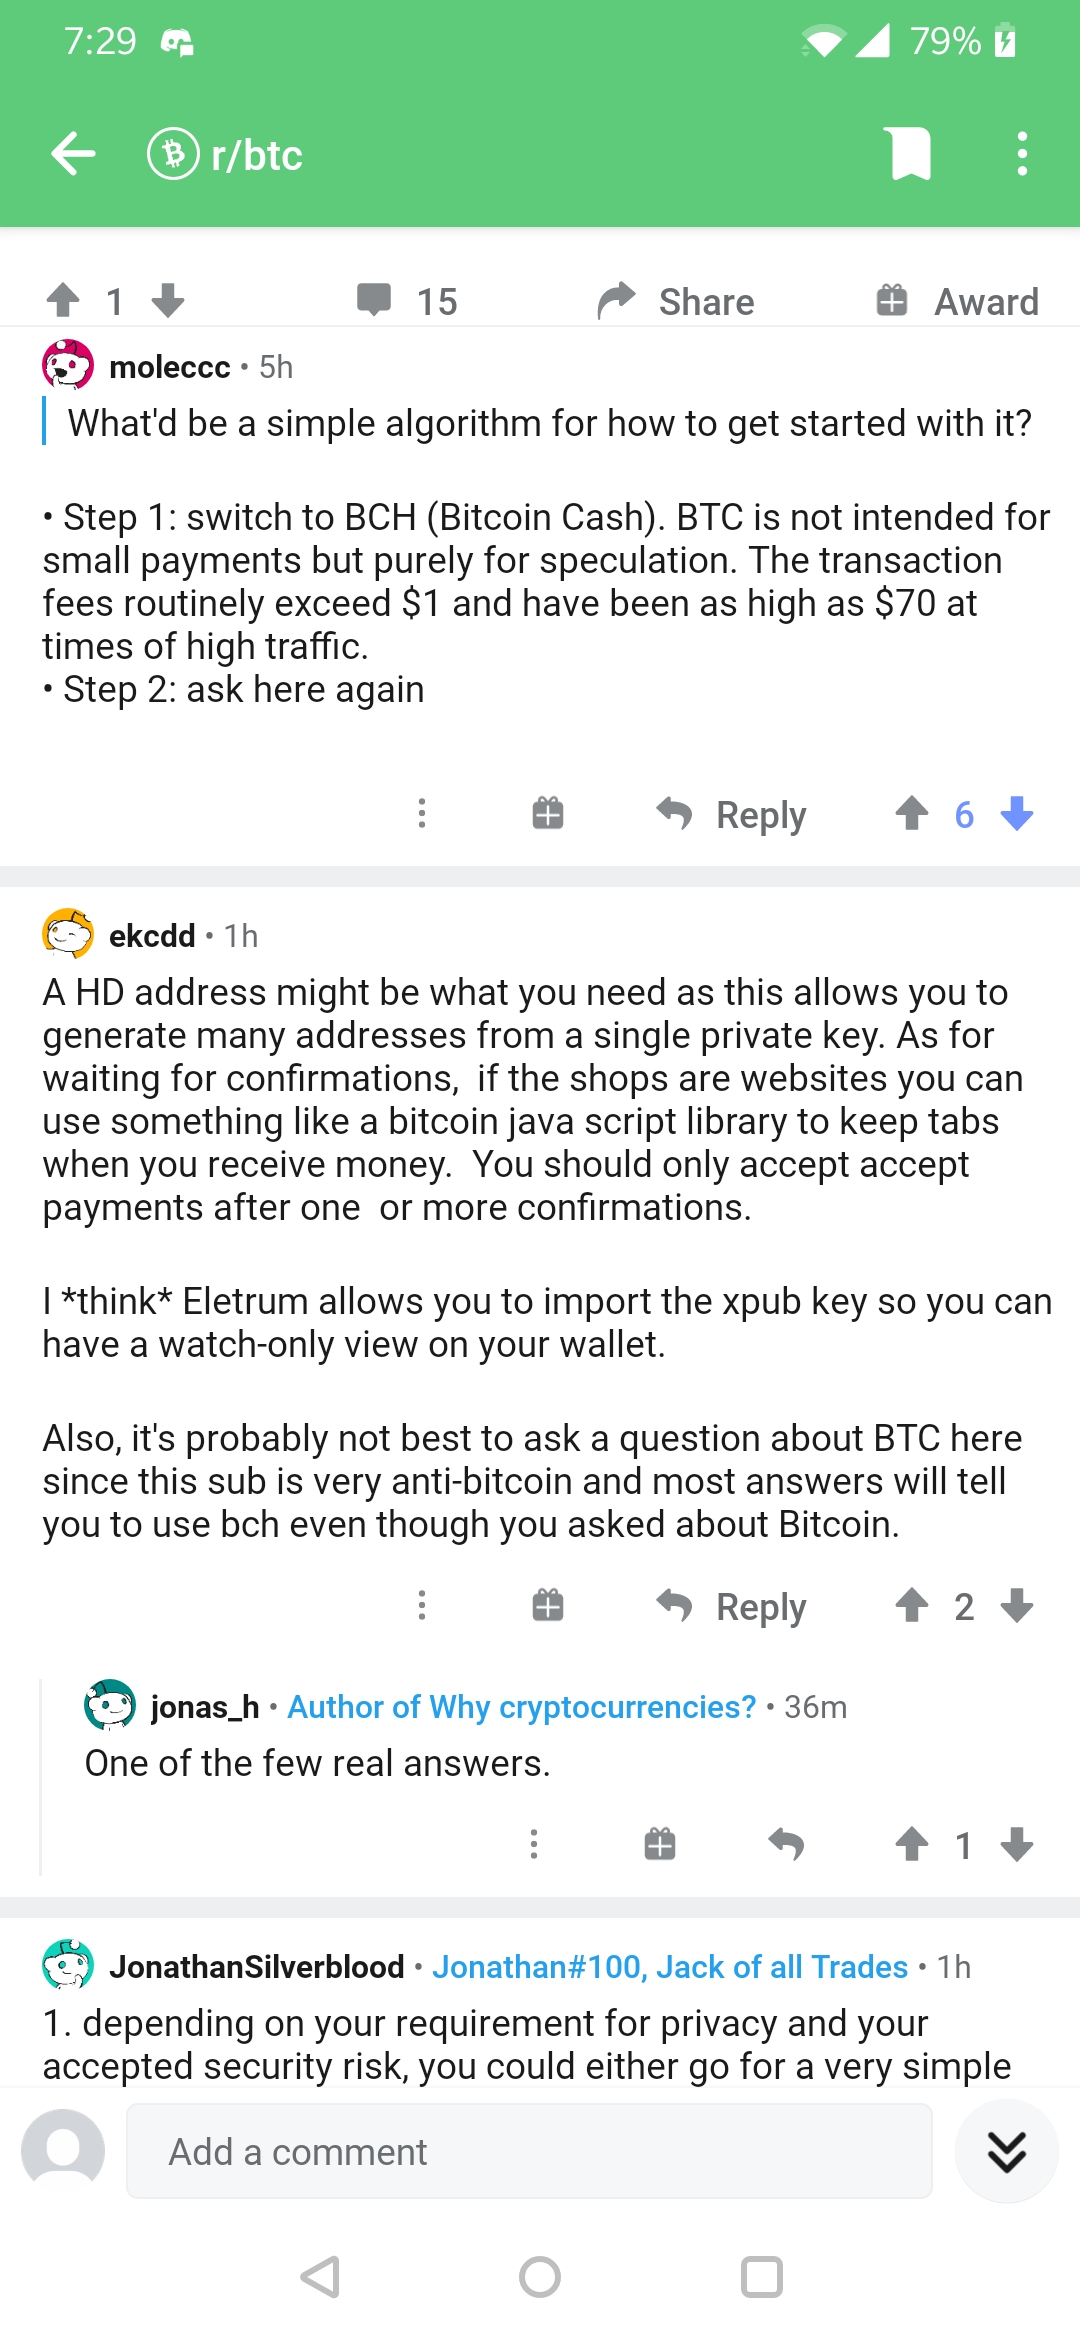 7:29 79%
r/btc
1 15 Share Award
moleccc • 5h
What'd be a simple algorithm for how to get started with it?
• Step 1: switch to BCH (Bitcoin Cash). BTC is not intended for
small payments but purely for speculation. The transaction
fees routinely exceed $1 and have been as high as $70 at
times of high traffic.
• Step 2: ask here again
Reply 6
ekcdd • 1h
A HD address might be what you need as this allows you to
generate many addresses from a single private key. As for
waiting for confirmations,  if the shops are websites you can
use something like a bitcoin java script library to keep tabs
when you receive money.  You should only accept accept
payments after one  or more confirmations.
I *think* Eletrum allows you to import the xpub key so you can
have a watch-only view on your wallet.
Also, it's probably not best to ask a question about BTC here
since this sub is very anti-bitcoin and most answers will tell
you to use bch even though you asked about Bitcoin.
Reply 2
jonas_h • Author of Why cryptocurrencies? • 36m
One of the few real answers.
1
JonathanSilverblood • Jonathan#100, Jack of all Trades • 1h
1. depending on your requirement for privacy and your
accepted security risk, you could either go for a very simple
Add a comment